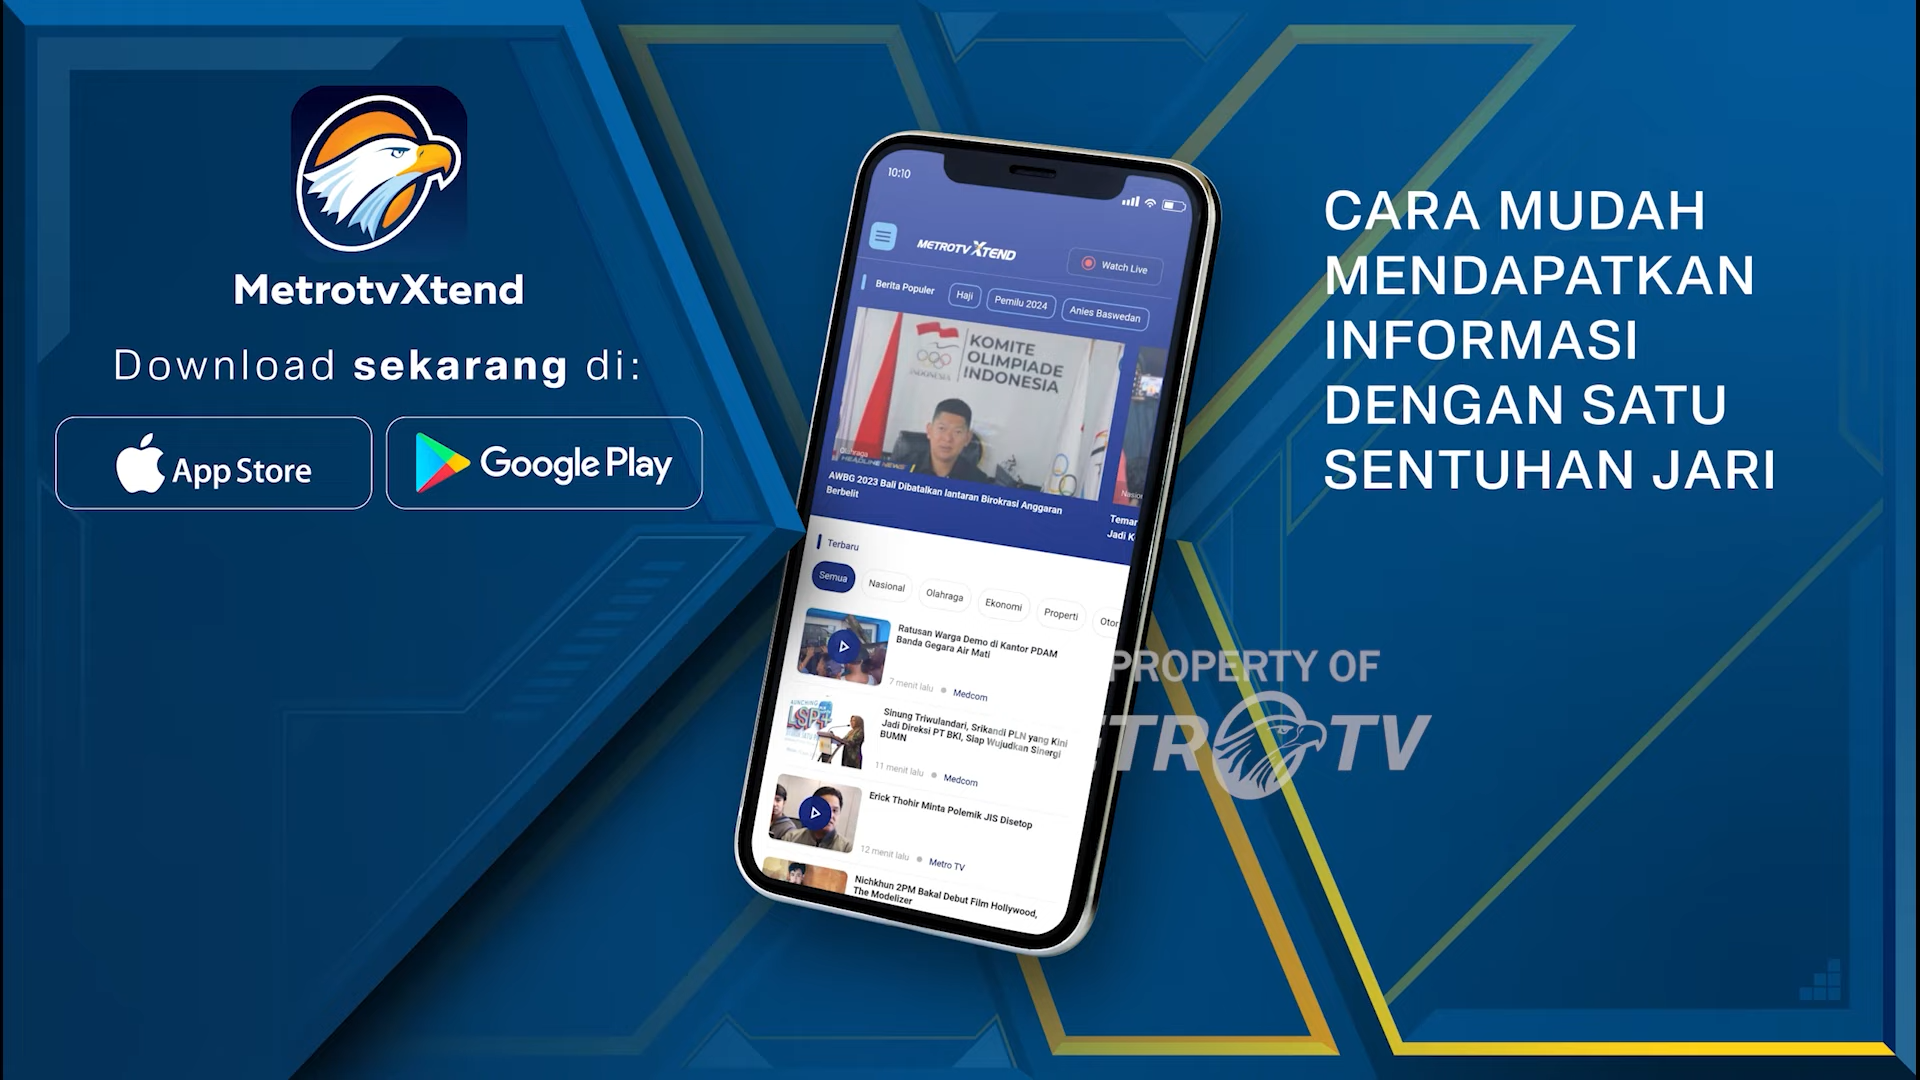 MetrotvXtend
Download sekarang di:
App Store
Google Play
10:10
METROTV XTEND
Watch Live
Berita Populer
Haji
Pemilu 2024
Anies Baswedan
KOMITE
OLIMPIADE
INDONESIA
INDONESIA
Olahraga
HEADLINE NEWS
AWBG 2023 Bali Dibatalkan lantaran Birokrasi Anggaran
Berbelit
Terbaru
Semua
Nasional
Olahraga
Ekonomi
Properti
Ratusan Warga Demo di Kantor PDAM
Banda Gegara Air Mati
7 menit lalu
Medcom
Sinung Triwulandari, Srikandi PLN yang Kini
Jadi Direksi PT BKI, Siap Wujudkan Sinergi
BUMN
11 menit lalu
Medcom
Erick Thohir Minta Polemik JIS Disetop
12 menit lalu
Metro TV
Nichkhun 2PM Bakal Debut Film Hollywood,
The Modelizer
CARA MUDAH
MENDAPATKAN
INFORMASI
DENGAN SATU
SENTUHAN JARI
PROPERTY OF
TV